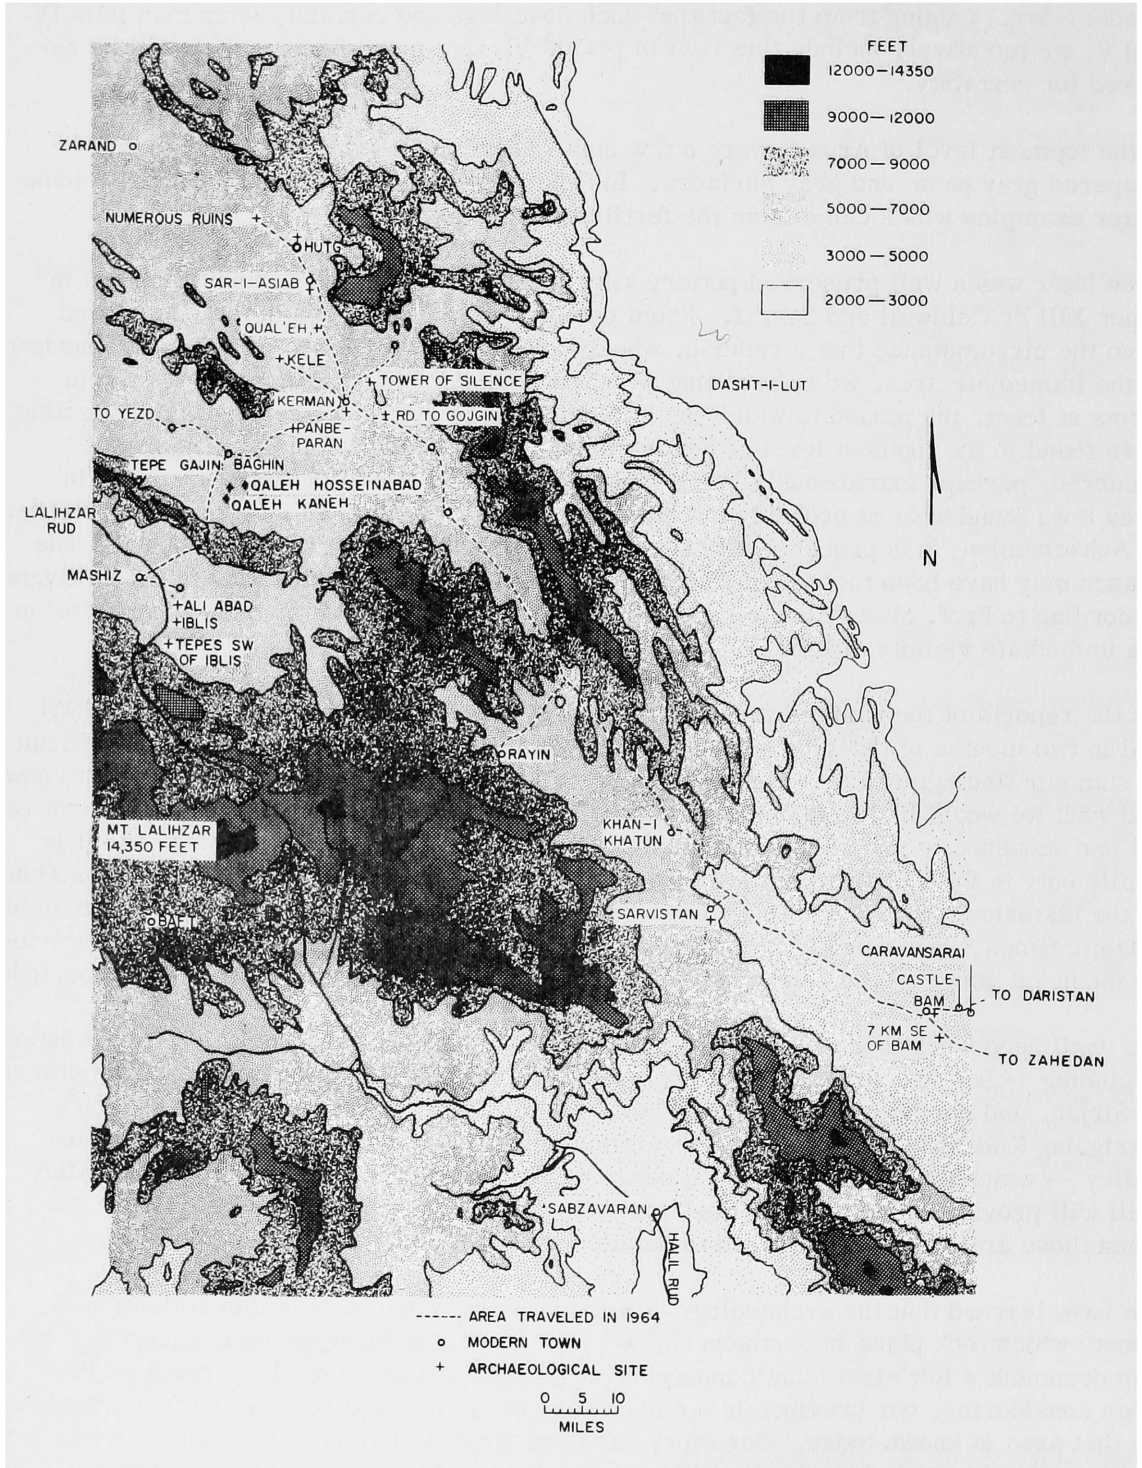 FEET
12000—14350
9000—12000
7000—9000
5000—7000
3000—5000
2000—3000
ZARAND
NUMEROUS RUINS
HUTG
SAR-I-ASIAB
QUAL'EH
KELE
TOWER OF SILENCE
KERMAN
RD TO GOJGIN
TO YEZD
PANBE-
PARAN
DASHT-I-LUT
TEPE GAJIN
BAGHIN
QALEH HOSSEINABAD
QALEH KANEH
LALIHZAR
RUD
N
MASHIZ
ALI ABAD
IBLIS
TEPES SW
OF IBLIS
RAYIN
MT. LALIHZAR
14,350 FEET
KHAN-I
KHATUN
BAFT
SARVISTAN
CARAVANSARAI
CASTLE
BAM
TO DARISTAN
7 KM SE
OF BAM
TO ZAHEDAN
SABZAVARAN
HALIL RUD
------ AREA TRAVELED IN 1964
o MODERN TOWN
+ ARCHAEOLOGICAL SITE
0 5 10
MILES